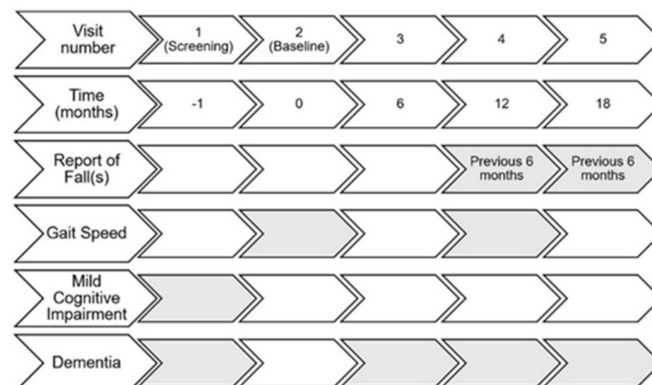 Visit
number
1
(Screening)
2
(Baseline)
3
4
5
Time
(months)
-1
0
6
12
18
Report of
Fall(s)
Previous 6
months
Previous 6
months
Gait Speed
Mild
Cognitive
Impairment
Dementia